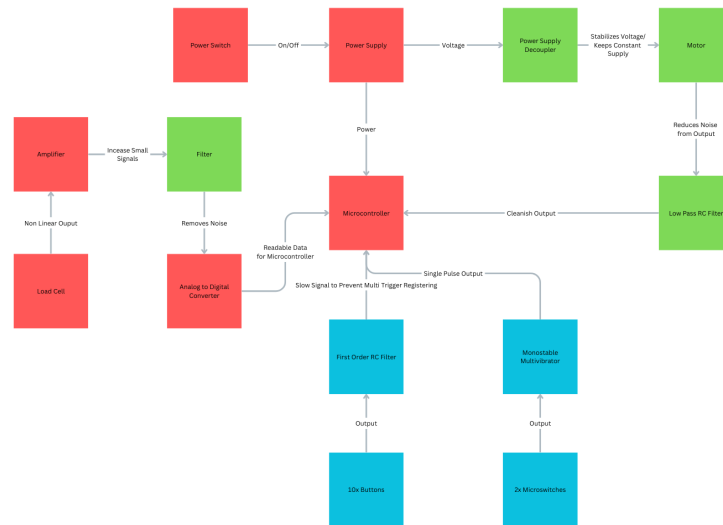 Power Switch
On/Off
Power Supply
Voltage
Power Supply
Decoupler
Stabilizes Voltage/
Keeps Constant
Supply
Motor
Power
Reduces Noise
from Output
Amplifier
Incease Small
Signals
Filter
Non Linear Ouput
Removes Noise
Microcontroller
Cleanish Output
Low Pass RC Filter
Readable Data
for Microcontroller
Load Cell
Analog to Digital
Converter
Single Pulse Output
Slow Signal to Prevent Multi Trigger Registering
First Order RC Filter
Monostable
Multivibrator
Output
Output
10x Buttons
2x Microswitches